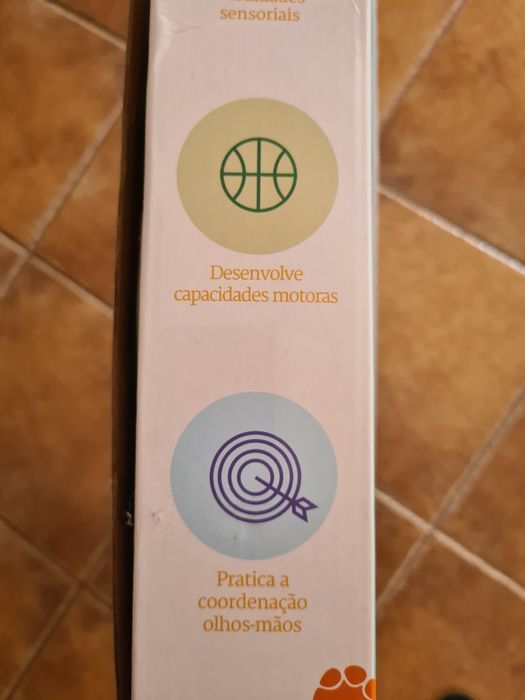 sensoriais
Desenvolve
capacidades motoras
Pratica a
coordenação
olhos-mãos